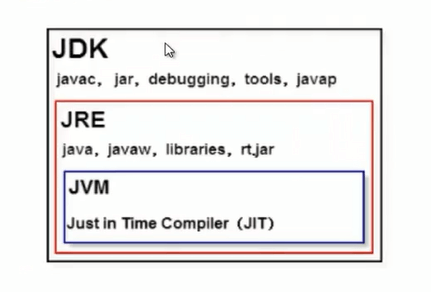 JDK
javac, jar, debugging, tools, javap
JRE
java, javaw, libraries, rt.jar
JVM
Just in Time Compiler (JIT)